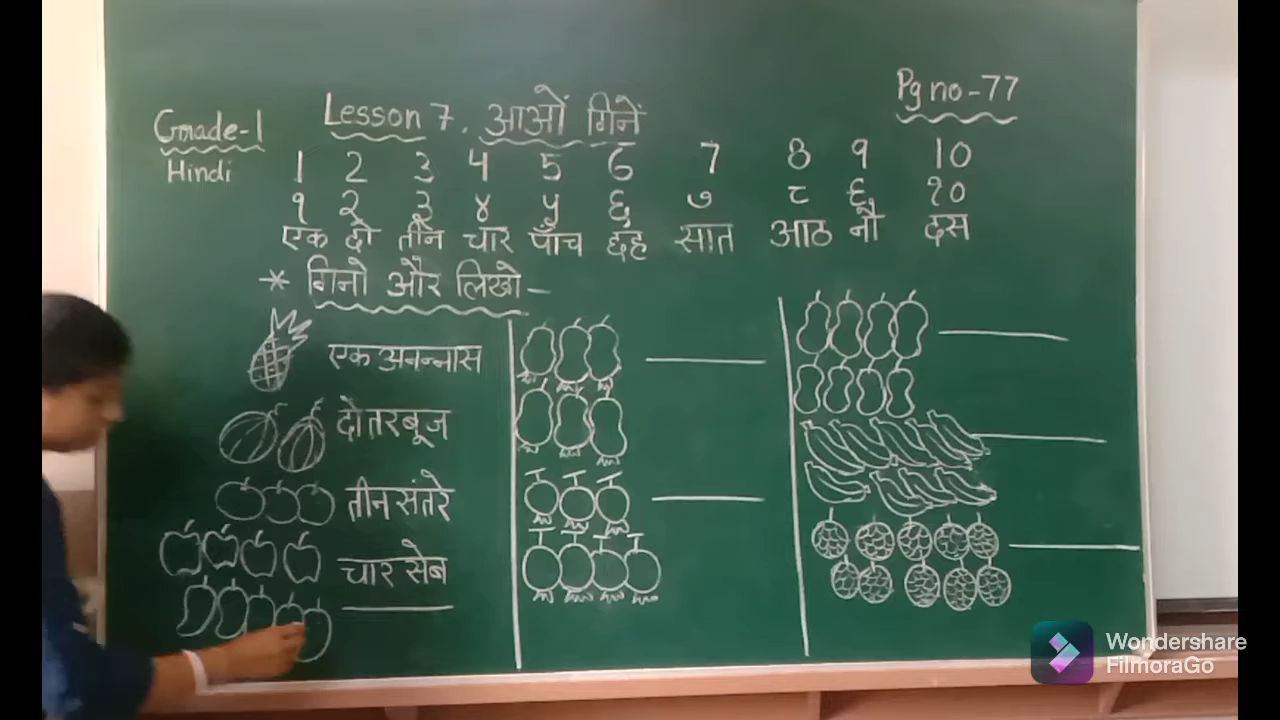 Grade-1
Hindi
Lesson 7. आओं गिनें
Pg no-77
1 2 3 4 5 6 7 8 9 10
१ २ ३ ४ ५ ६ ७ ८ ९ १०
एक दो तीन चार पाँच छह सात आठ नौ दस
* गिनो और लिखो-
एक अनन्नास
दो तरबूज
तीन संतरे
चार सेब
Wondershare
FilmoraGo